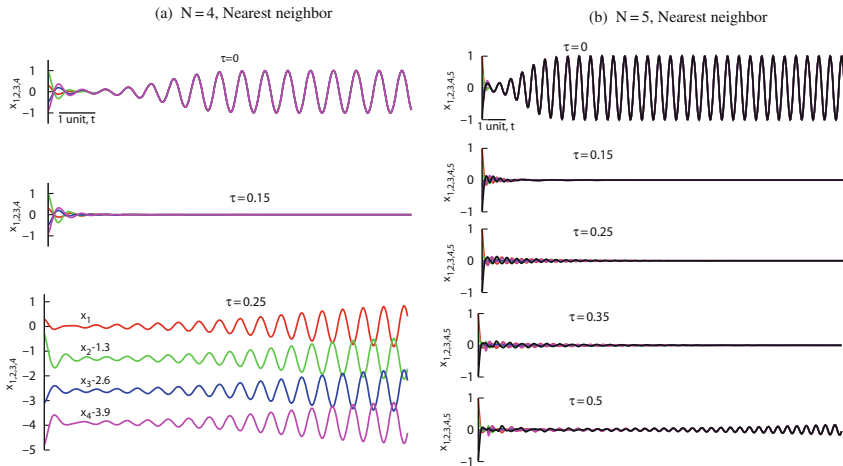 (a) N=4, Nearest neighbor
τ=0
1
0
−1
x1,2,3,4
1 unit, t
τ=0.15
1
0
−1
x1,2,3,4
τ=0.25
1
0
−1
−2
−3
−4
−5
x1,2,3,4
x1
x2-1.3
x3-2.6
x4-3.9
(b) N=5, Nearest neighbor
τ=0
1
0
−1
x1,2,3,4,5
1 unit, t
τ=0.15
1
0
−1
x1,2,3,4,5
τ=0.25
1
0
−1
x1,2,3,4,5
τ=0.35
1
0
−1
x1,2,3,4,5
τ=0.5
1
0
−1
x1,2,3,4,5